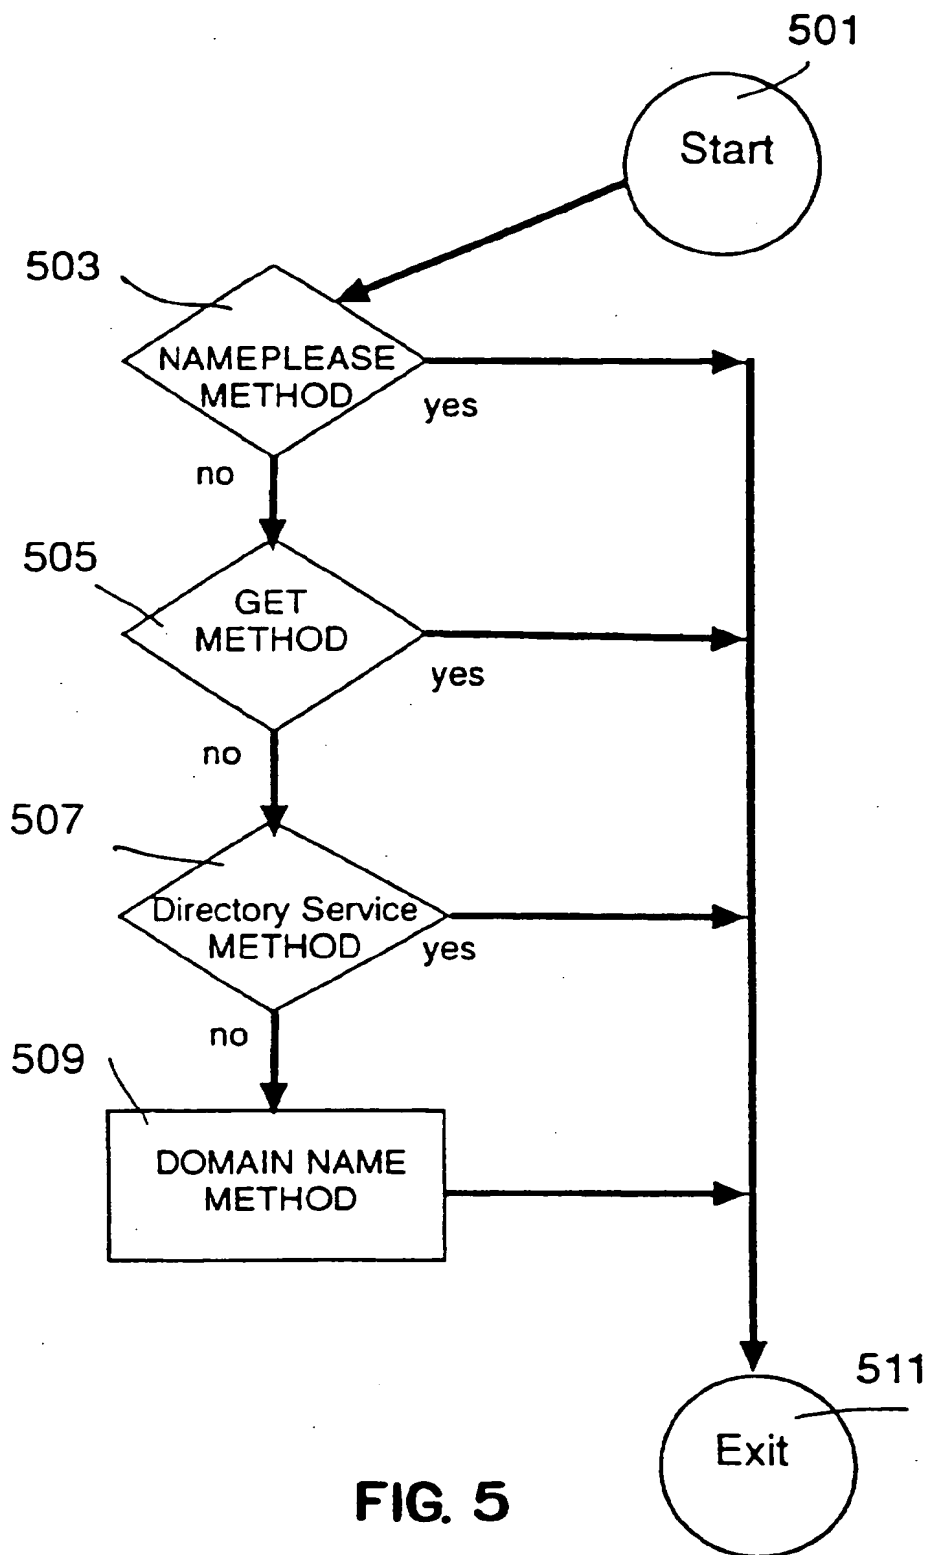 501
Start
503
NAMEPLEASE
METHOD
yes
no
505
GET
METHOD
yes
no
507
Directory Service
METHOD
yes
no
509
DOMAIN NAME
METHOD
511
Exit
FIG. 5